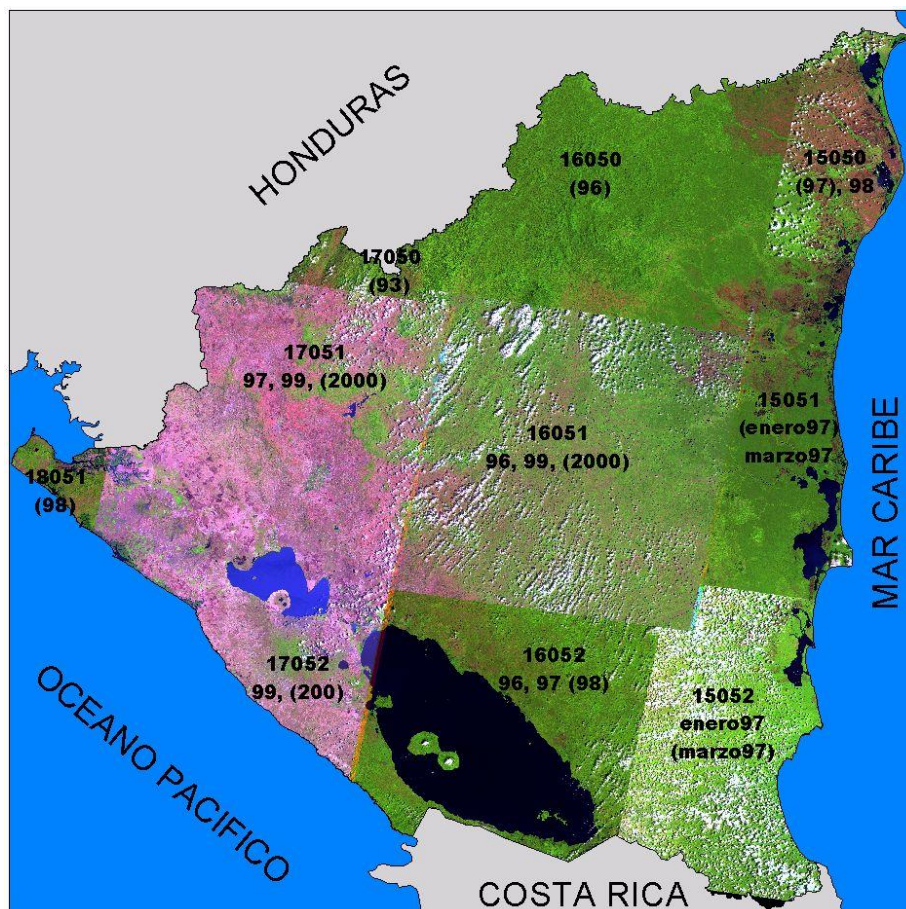 HONDURAS
16050
(96)
15050
(97), 98
17050
(93)
17051
97, 99, (2000)
15051
(enero97)
marzo97
16051
96, 99, (2000)
18051
(98)
MAR CARIBE
17052
99, (200)
16052
96, 97 (98)
15052
enero97
(marzo97)
OCEANO PACIFICO
COSTA RICA